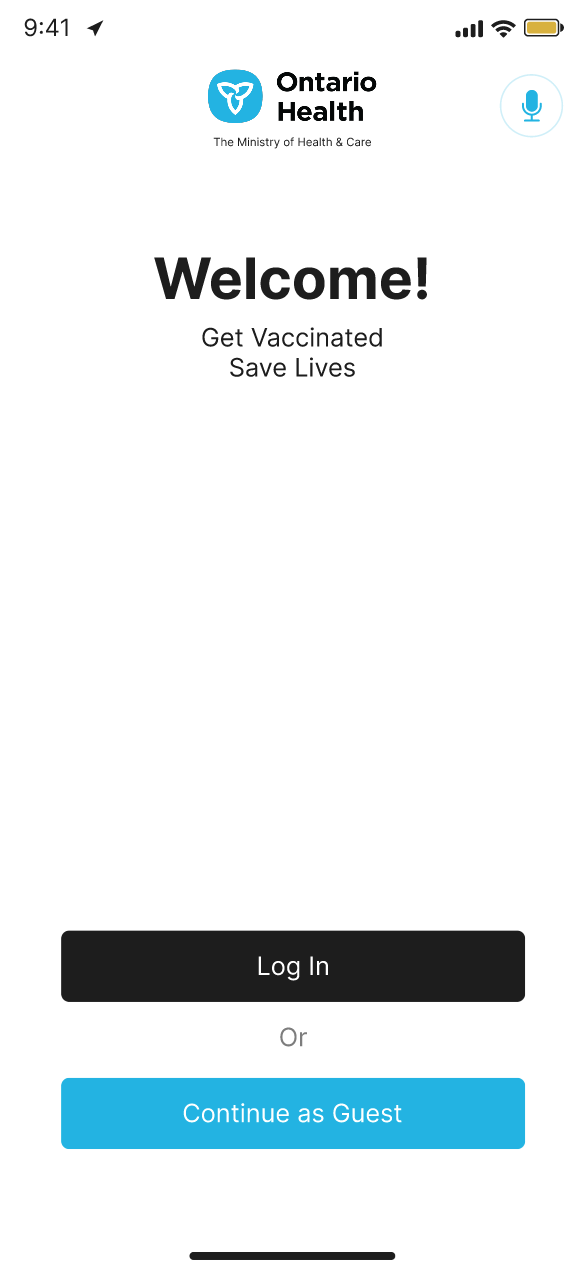 9:41
Ontario
Health
The Ministry of Health & Care
Welcome!
Get Vaccinated
Save Lives
Log In
Or
Continue as Guest